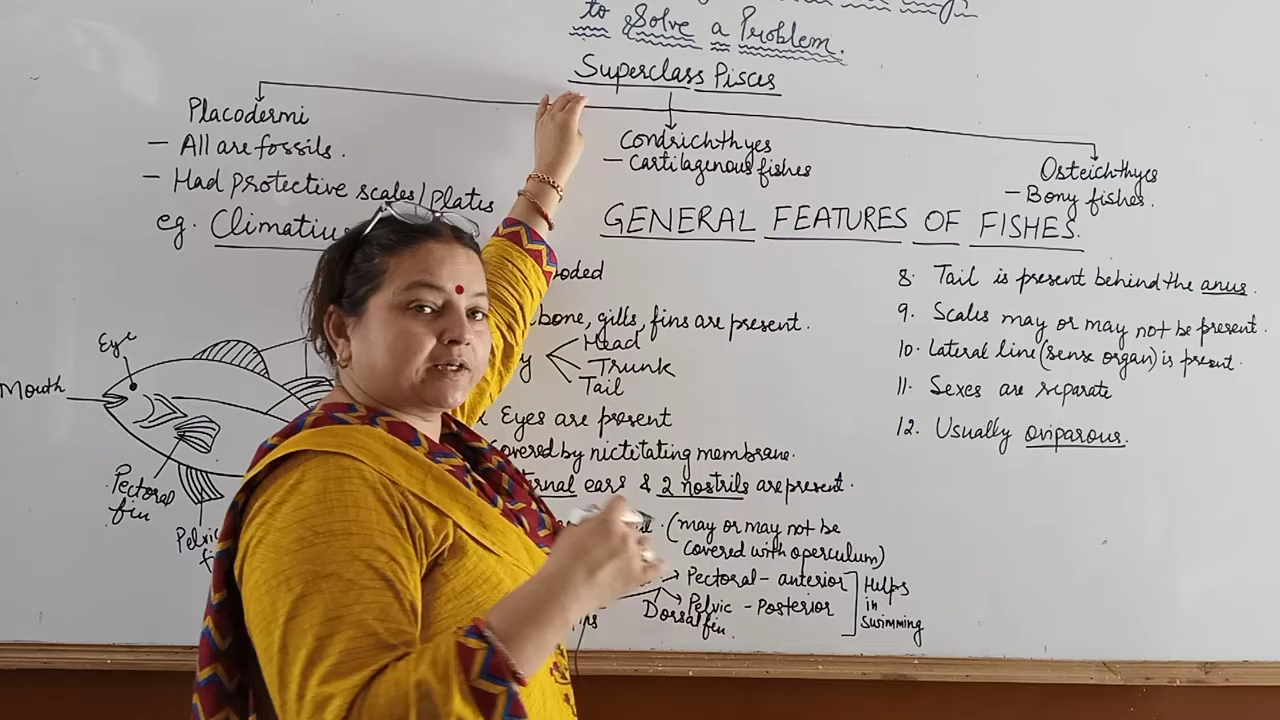 to Solve a Problem.
Superclass Pisces
Placodermi
- All are fossils.
- Had protective scales/plates
eg.
Condrichthyes
- Cartilagenous fishes
Osteichthyes
- Bony fishes.
GENERAL FEATURES OF FISHES.
bone, gills, fins are present.
Head
Trunk
Tail
Eyes are present
Covered by nictetating membrane.
ears & 2 nostrils are present.
(may or may not be
covered with operculum)
Pectoral - anterior
Pelvic - Posterior
Dorsal fin.
Helps
in
Swimming
8. Tail is present behind the anus.
9. Scales may or may not be present.
10. Lateral line (sense organ) is present.
11. Sexes are separate
12. Usually oviparous.
Eye
Mouth
Pectoral
fin